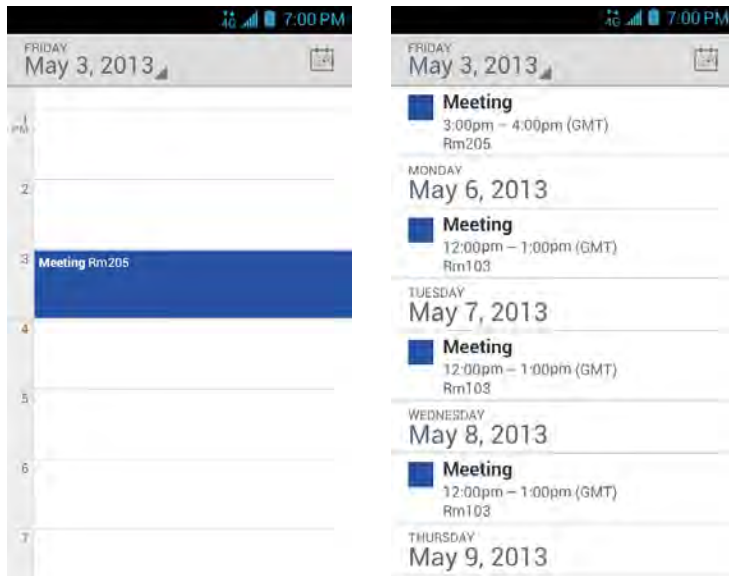 4G 7:00 PM
FRIDAY
May 3, 2013
1
PM
2
3 Meeting Rm205
4
5
6
7
4G 7:00 PM
FRIDAY
May 3, 2013
Meeting
3:00pm – 4:00pm (GMT)
Rm205
MONDAY
May 6, 2013
Meeting
12:00pm – 1:00pm (GMT)
Rm103
TUESDAY
May 7, 2013
Meeting
12:00pm – 1:00pm (GMT)
Rm103
WEDNESDAY
May 8, 2013
Meeting
12:00pm – 1:00pm (GMT)
Rm103
THURSDAY
May 9, 2013